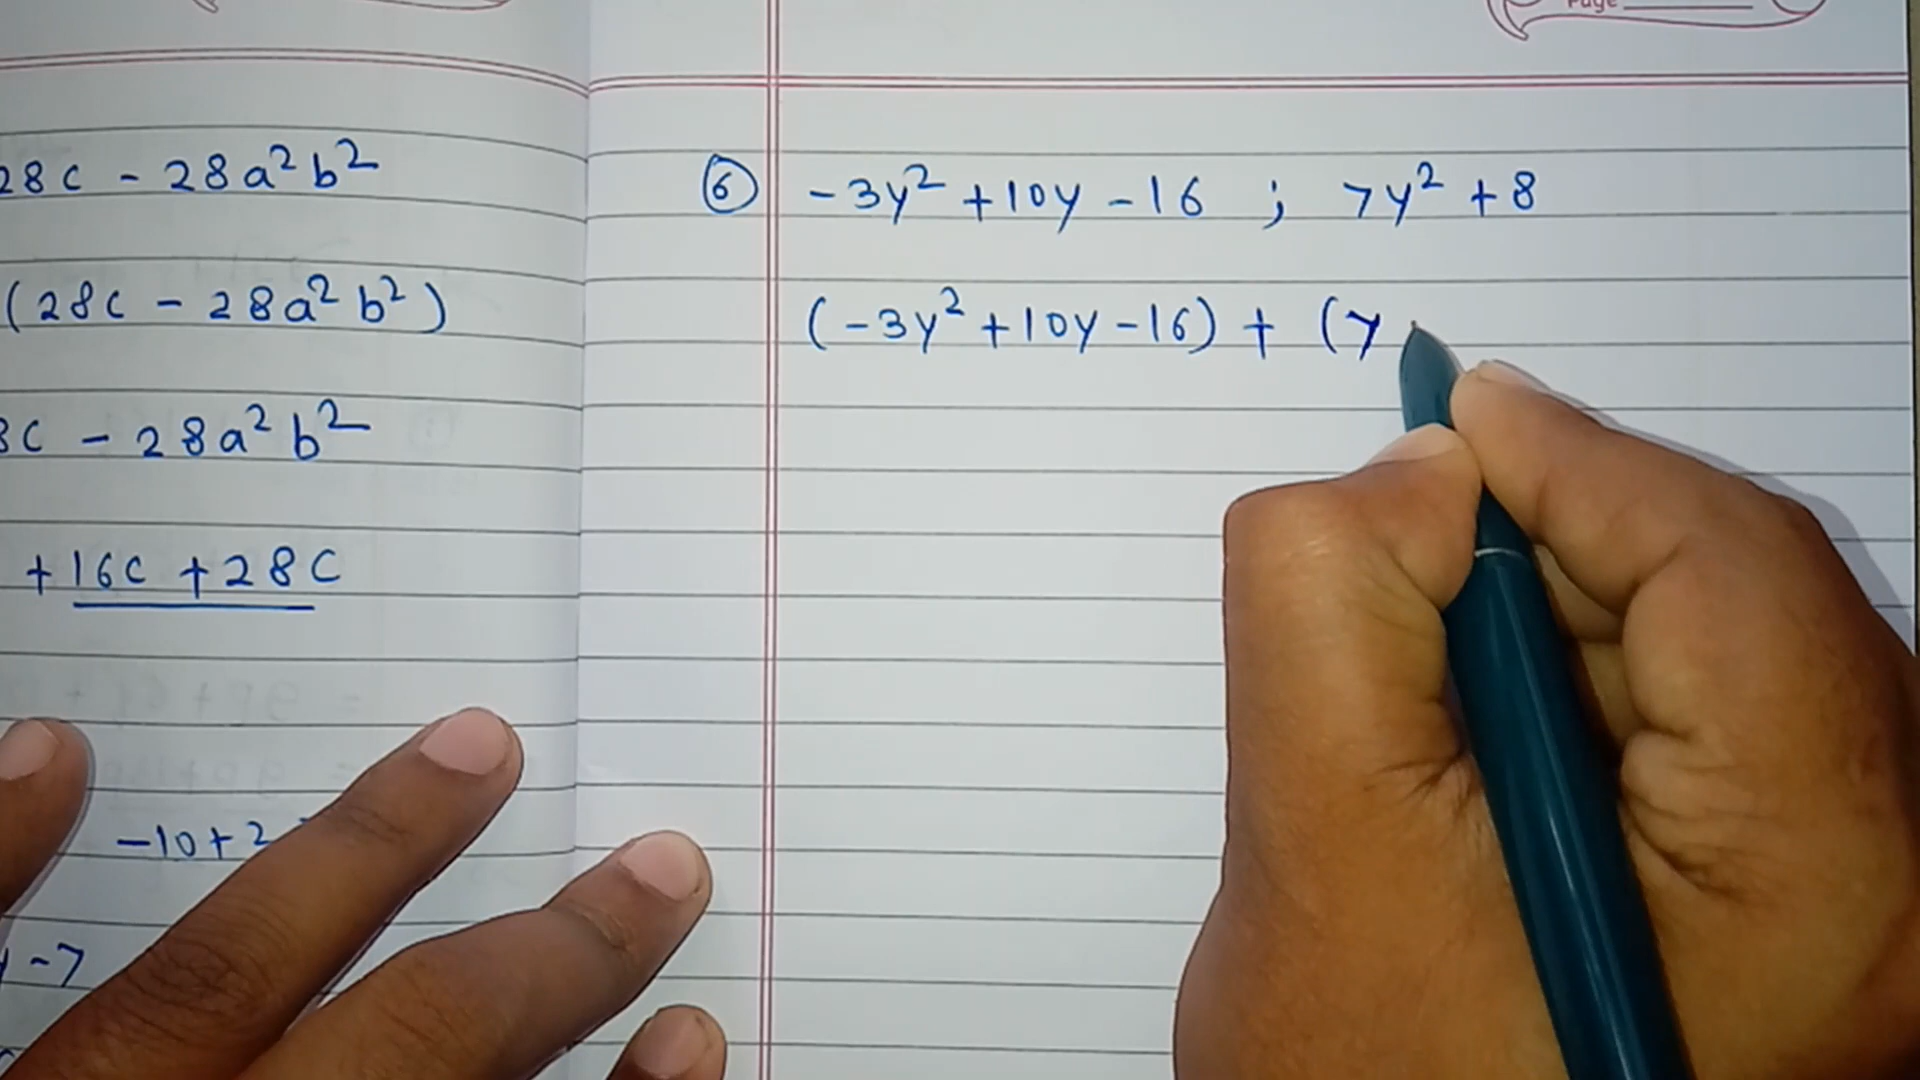 28c - 28a²b²
(28c - 28a²b²)
8c - 28a²b²
+16c +28c
-10+2
-7
Page
⑥ -3y² +10y -16 ; 7y² +8
(-3y² +10y -16) + (7